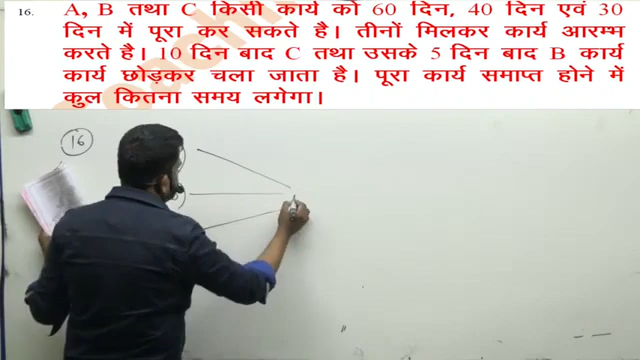 16. A, B तथा C किसी कार्य को 60 दिन, 40 दिन एवं 30
दिन में पूरा कर सकते है। तीनों मिलकर कार्य आरम्भ
करते है। 10 दिन बाद C तथा उसके 5 दिन बाद B कार्य
कार्य छोड़कर चला जाता है। पूरा कार्य समाप्त होने में
कुल कितना समय लगेगा।
16